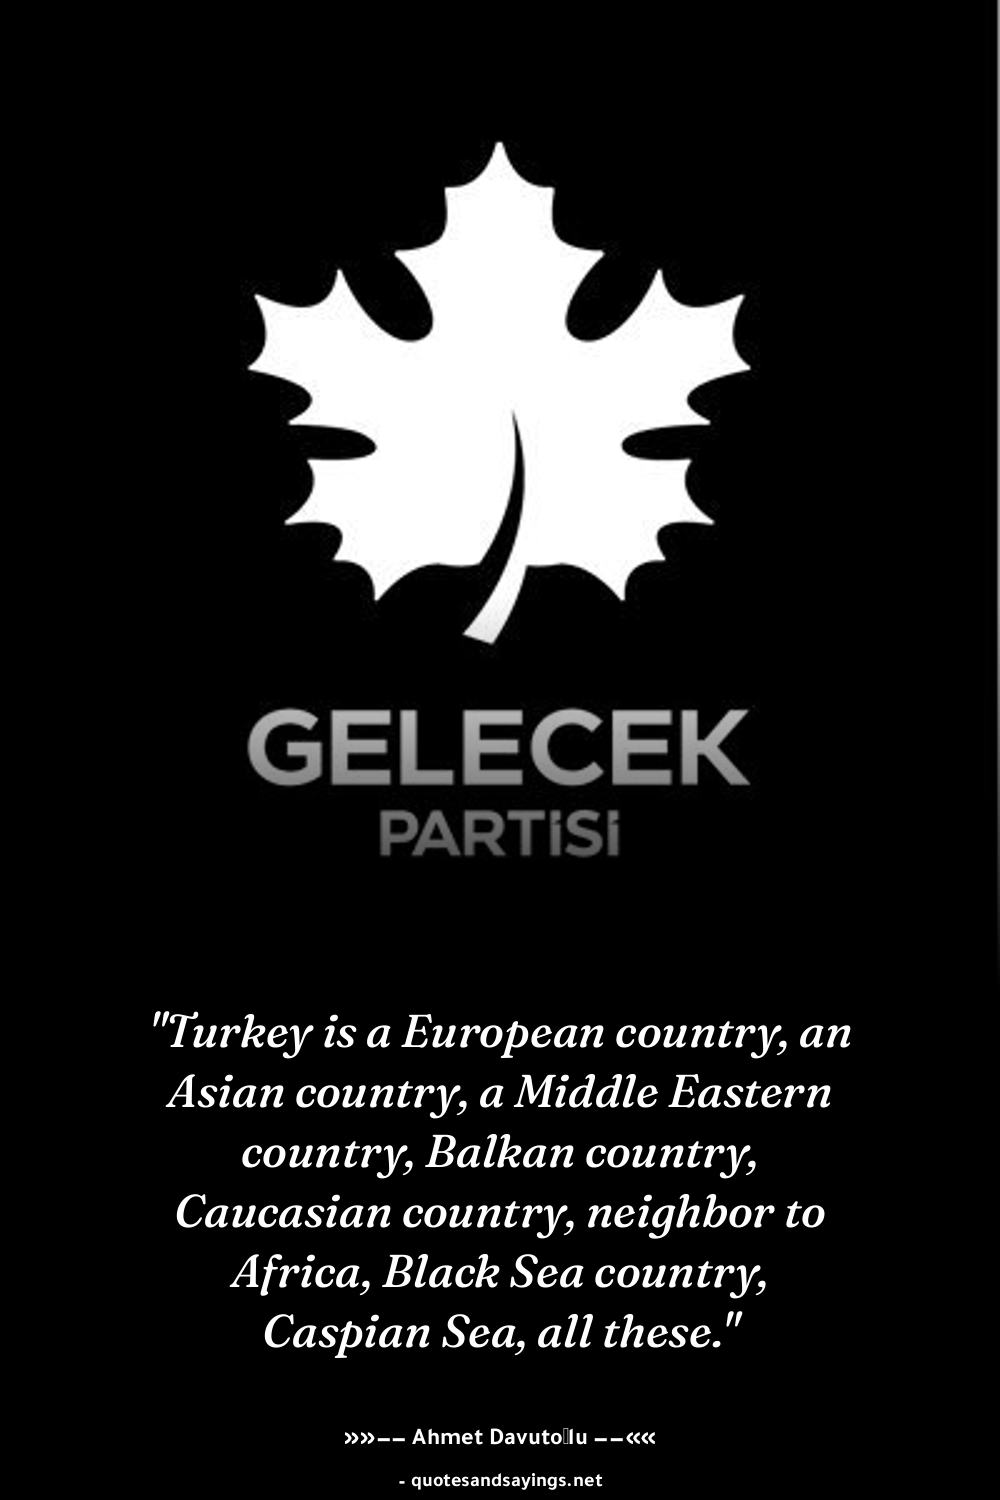 GELECEK
PARTİSİ
"Turkey is a European country, an
Asian country, a Middle Eastern
country, Balkan country,
Caucasian country, neighbor to
Africa, Black Sea country,
Caspian Sea, all these."
»»–– Ahmet Davuto▯lu ––««
- quotesandsayings.net